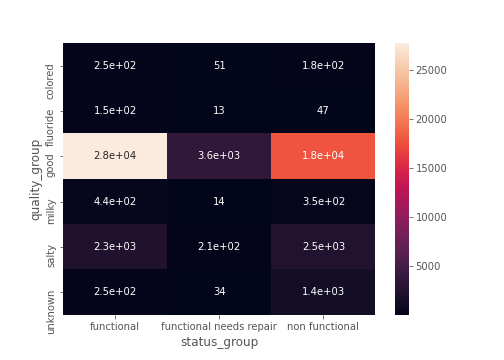 colored 2.5e+02 51 1.8e+02
fluoride 1.5e+02 13 47
good 2.8e+04 3.6e+03 1.8e+04
milky 4.4e+02 14 3.5e+02
salty 2.3e+03 2.1e+02 2.5e+03
unknown 2.5e+02 34 1.4e+03
quality_group
functional functional needs repair non functional
status_group
25000
20000
15000
10000
5000